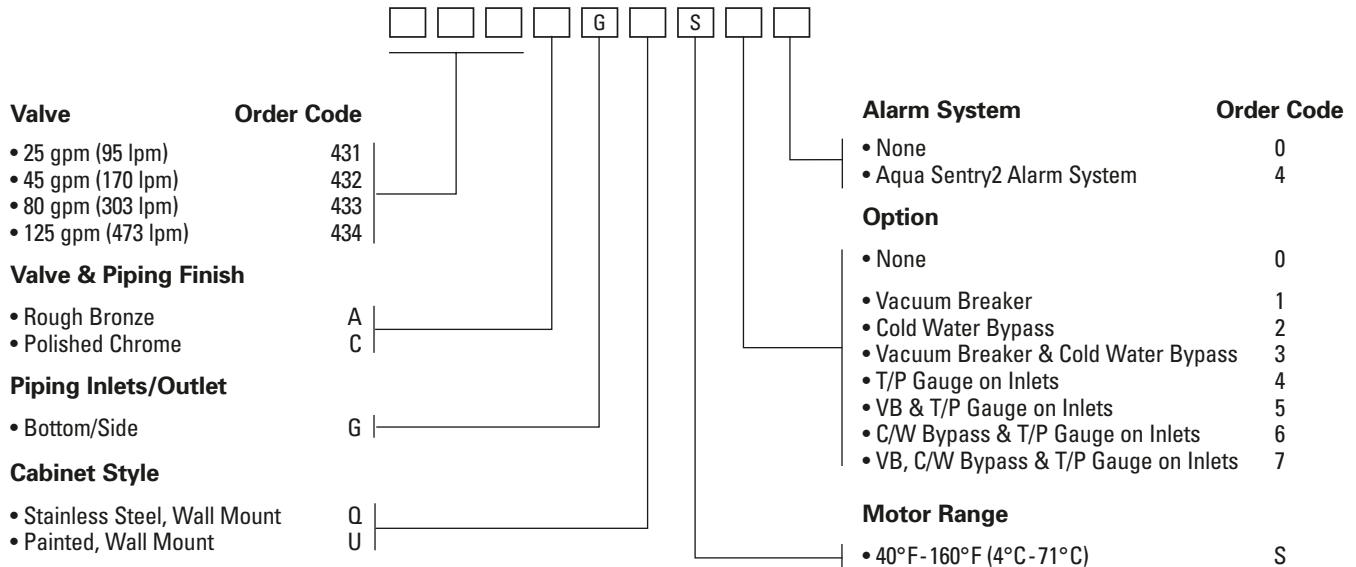 G S
Valve Order Code
• 25 gpm (95 lpm) 431
• 45 gpm (170 lpm) 432
• 80 gpm (303 lpm) 433
• 125 gpm (473 lpm) 434
Valve & Piping Finish
• Rough Bronze A
• Polished Chrome C
Piping Inlets/Outlet
• Bottom/Side G
Cabinet Style
• Stainless Steel, Wall Mount Q
• Painted, Wall Mount U
Alarm System Order Code
• None 0
• Aqua Sentry2 Alarm System 4
Option
• None 0
• Vacuum Breaker 1
• Cold Water Bypass 2
• Vacuum Breaker & Cold Water Bypass 3
• T/P Gauge on Inlets 4
• VB & T/P Gauge on Inlets 5
• C/W Bypass & T/P Gauge on Inlets 6
• VB, C/W Bypass & T/P Gauge on Inlets 7
Motor Range
• 40°F-160°F (4°C-71°C) S